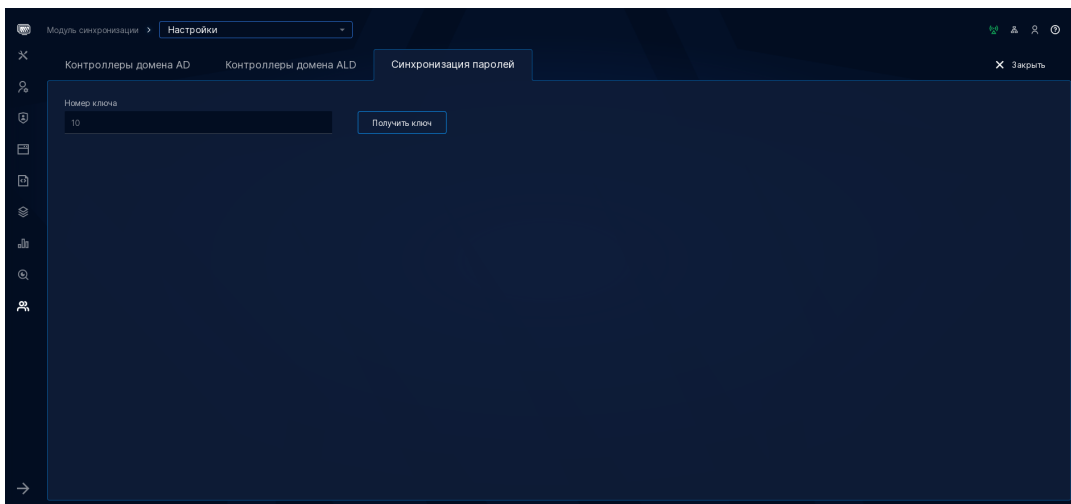 Модуль синхронизации > Настройки
Контроллеры домена AD Контроллеры домена ALD Синхронизация паролей Закрыть
Номер ключа
10 Получить ключ